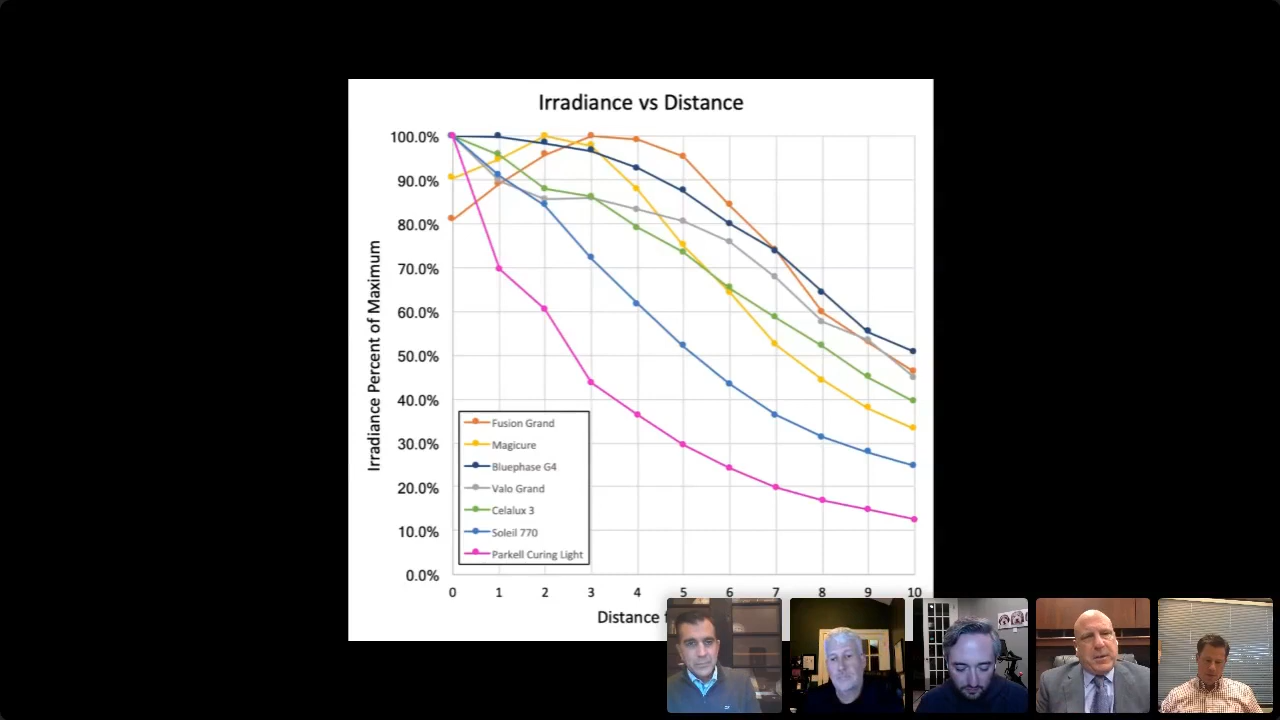 Irradiance vs Distance
Irradiance Percent of Maximum
100.0%
90.0%
80.0%
70.0%
60.0%
50.0%
40.0%
30.0%
20.0%
10.0%
0.0%
Fusion Grand
Magicure
Bluephase G4
Valo Grand
Celalux 3
Soleil 770
Parkell Curing Light
0 1 2 3 4 5 6 7 8 9 10
Distance